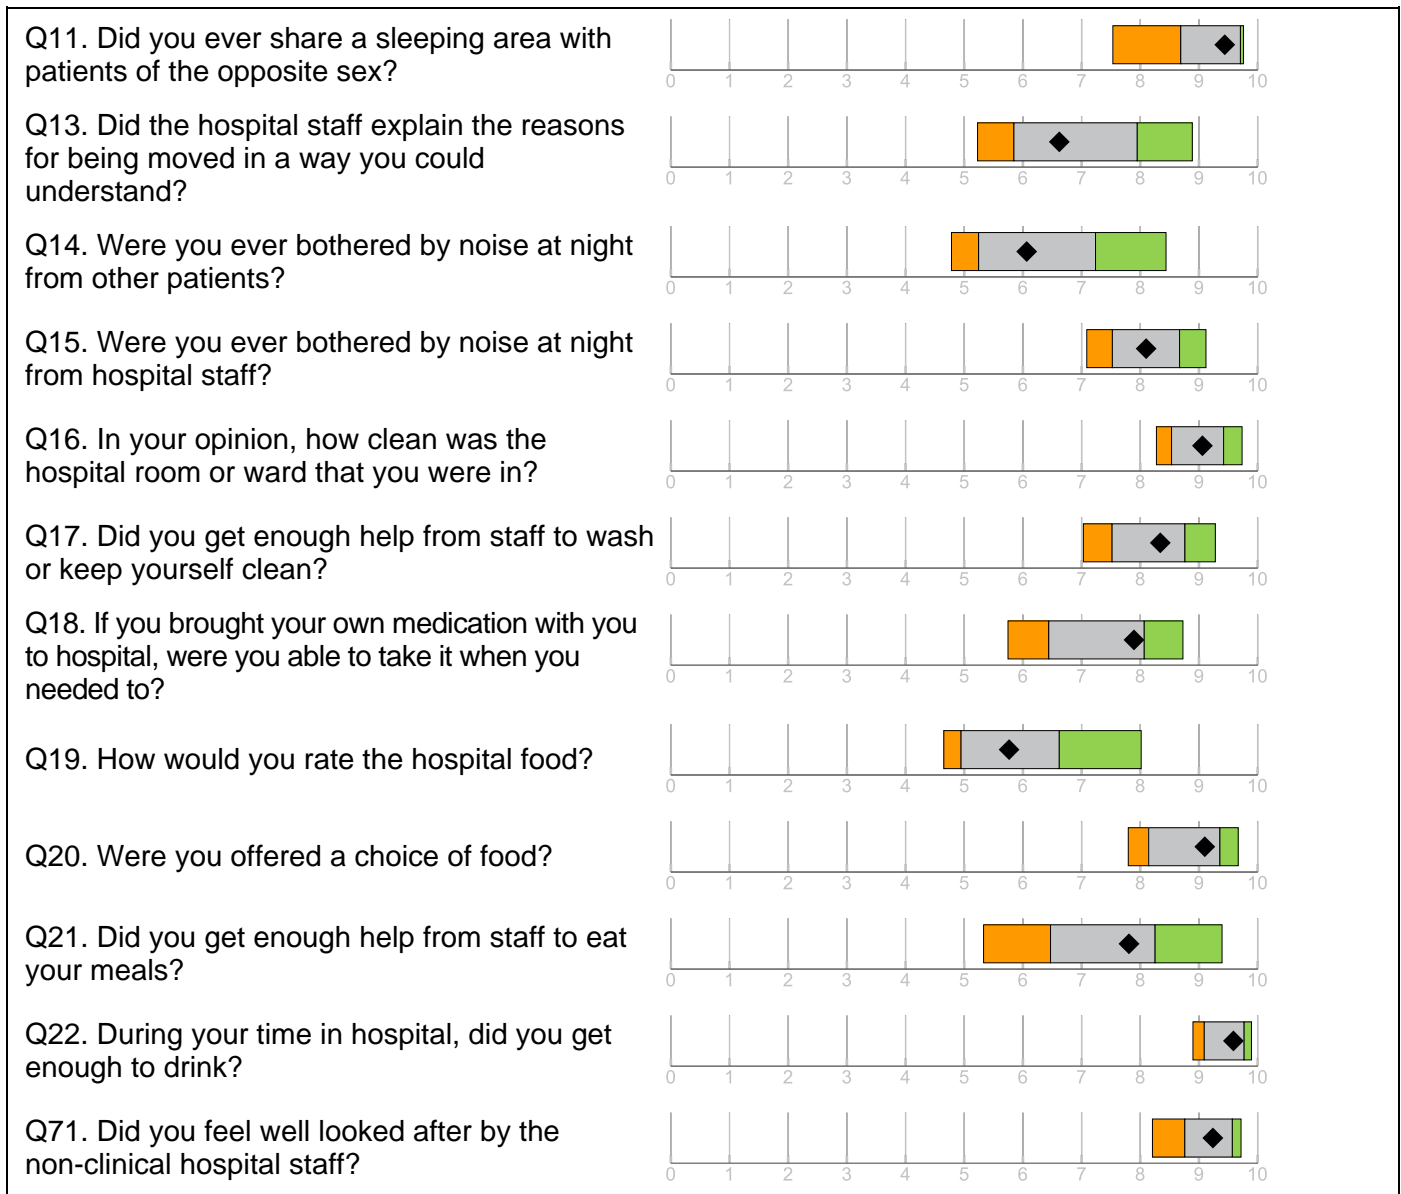 Q11. Did you ever share a sleeping area with
patients of the opposite sex?
0 1 2 3 4 5 6 7 8 9 10
Q13. Did the hospital staff explain the reasons
for being moved in a way you could
understand?
0 1 2 3 4 5 6 7 8 9 10
Q14. Were you ever bothered by noise at night
from other patients?
0 1 2 3 4 5 6 7 8 9 10
Q15. Were you ever bothered by noise at night
from hospital staff?
0 1 2 3 4 5 6 7 8 9 10
Q16. In your opinion, how clean was the
hospital room or ward that you were in?
0 1 2 3 4 5 6 7 8 9 10
Q17. Did you get enough help from staff to wash
or keep yourself clean?
0 1 2 3 4 5 6 7 8 9 10
Q18. If you brought your own medication with you
to hospital, were you able to take it when you
needed to?
0 1 2 3 4 5 6 7 8 9 10
Q19. How would you rate the hospital food?
0 1 2 3 4 5 6 7 8 9 10
Q20. Were you offered a choice of food?
0 1 2 3 4 5 6 7 8 9 10
Q21. Did you get enough help from staff to eat
your meals?
0 1 2 3 4 5 6 7 8 9 10
Q22. During your time in hospital, did you get
enough to drink?
0 1 2 3 4 5 6 7 8 9 10
Q71. Did you feel well looked after by the
non-clinical hospital staff?
0 1 2 3 4 5 6 7 8 9 10